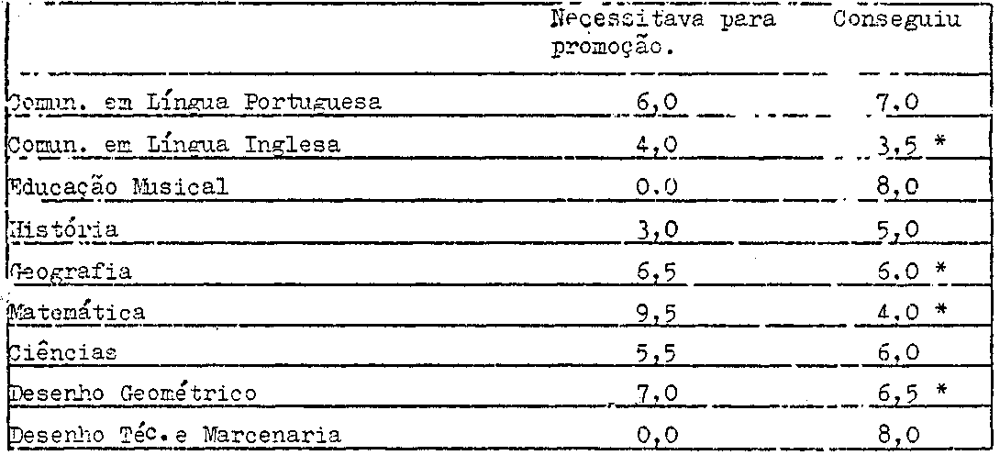 Necessitava para Conseguiu
promoção.
Comun. em Língua Portuguesa 6,0 7.0
Comun. em Língua Inglesa 4,0 3,5 *
Educação Musical 0.0 8,0
História 3,0 5,0
Geografia 6,5 6.0 *
Matemática 9,5 4.0 *
Ciências 5,5 6,0
Desenho Geométrico 7,0 6,5 *
Desenho Téc. e Marcenaria 0,0 8,0